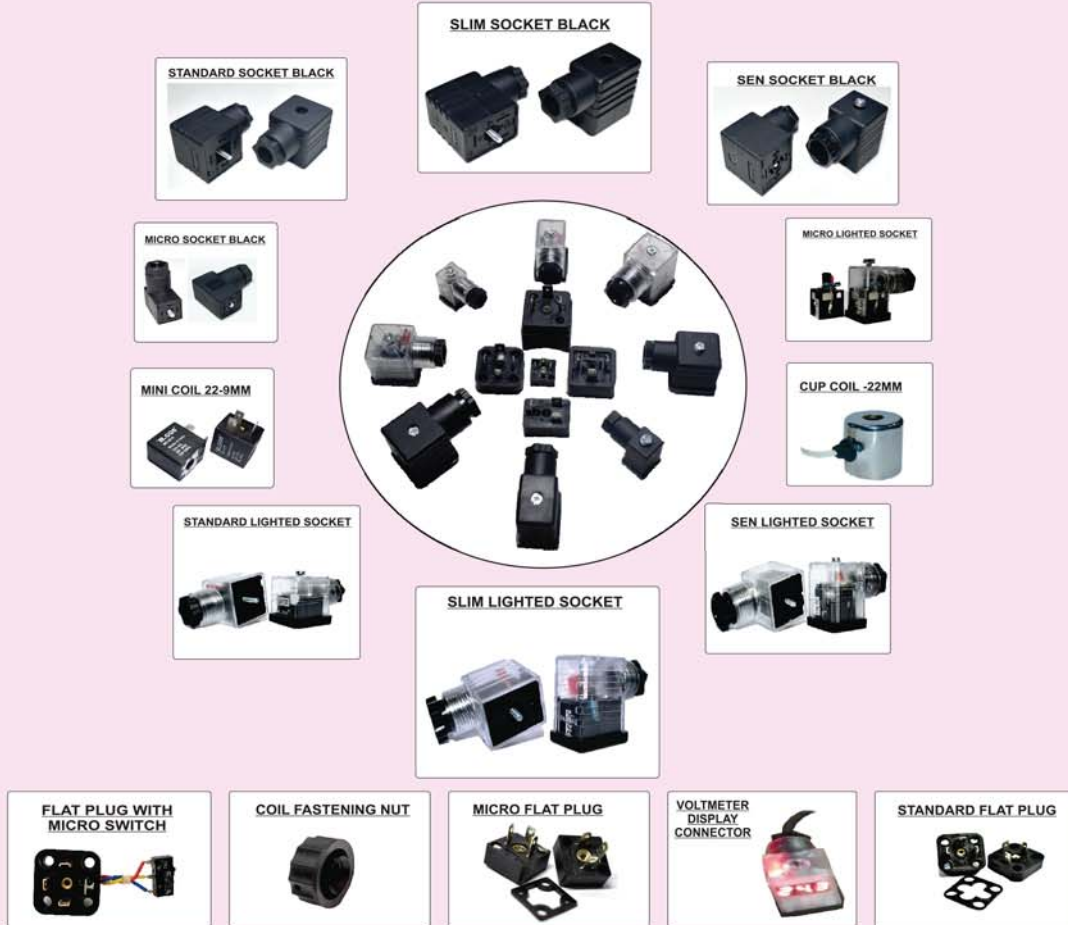 SLIM SOCKET BLACK
STANDARD SOCKET BLACK
SEN SOCKET BLACK
MICRO SOCKET BLACK
MICRO LIGHTED SOCKET
MINI COIL 22-9MM
CUP COIL -22MM
STANDARD LIGHTED SOCKET
SEN LIGHTED SOCKET
SLIM LIGHTED SOCKET
FLAT PLUG WITH
MICRO SWITCH
COIL FASTENING NUT
MICRO FLAT PLUG
VOLTMETER
DISPLAY
CONNECTOR
STANDARD FLAT PLUG